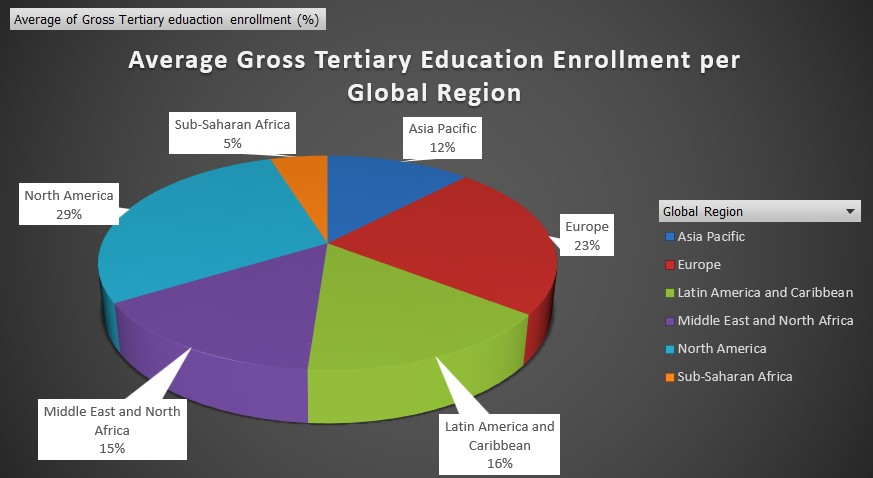 Average of Gross Tertiary eduaction enrollment (%)
Average Gross Tertiary Education Enrollment per
Global Region
Sub-Saharan Africa
5%
Asia Pacific
12%
North America
29%
Europe
23%
Middle East and North
Africa
15%
Latin America and
Caribbean
16%
Global Region
Asia Pacific
Europe
Latin America and Caribbean
Middle East and North Africa
North America
Sub-Saharan Africa